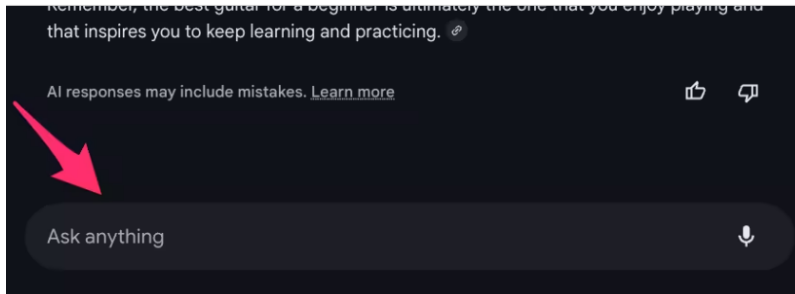 Remember, the best guitar for a beginner is ultimately the one that you enjoy playing and
that inspires you to keep learning and practicing.
AI responses may include mistakes. Learn more
Ask anything